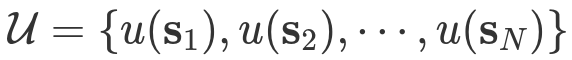 𝒰 = {u(𝐬₁), u(𝐬₂), ⋯, u(𝐬_N)}